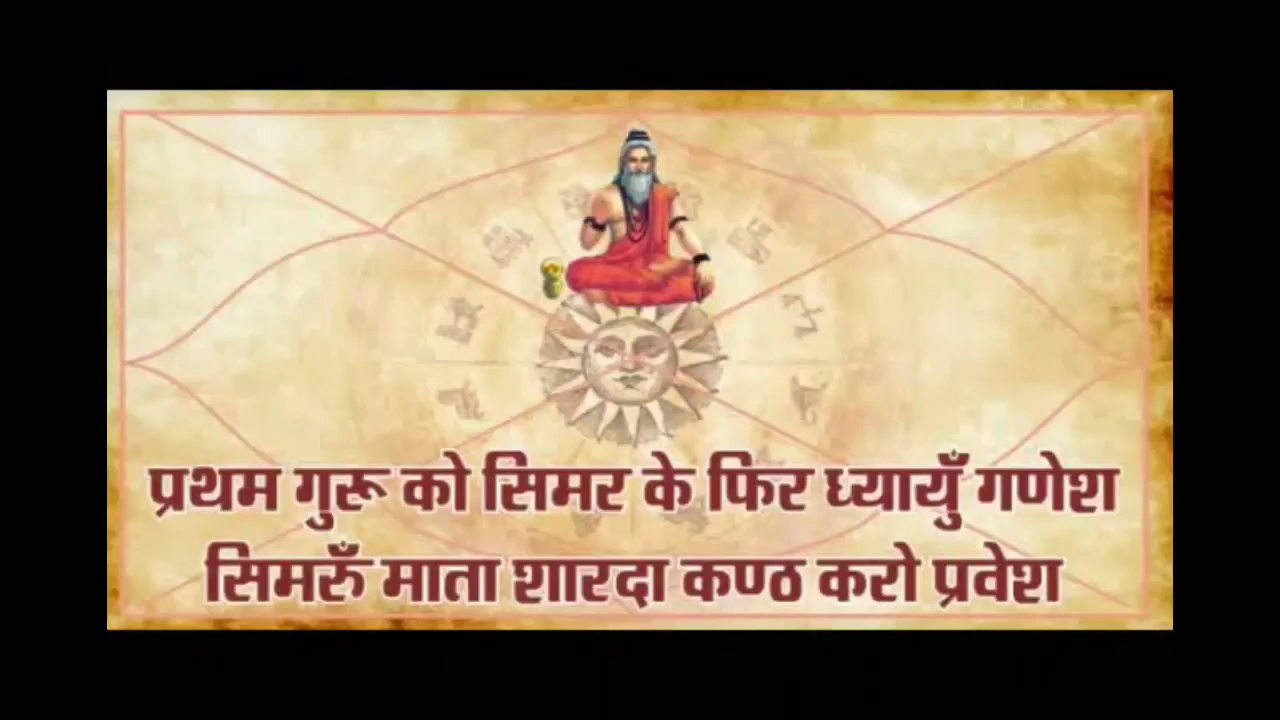 प्रथम गुरू को सिमर के फिर ध्यायुँ गणेश
सिमरुँ माता शारदा कण्ठ करो प्रवेश